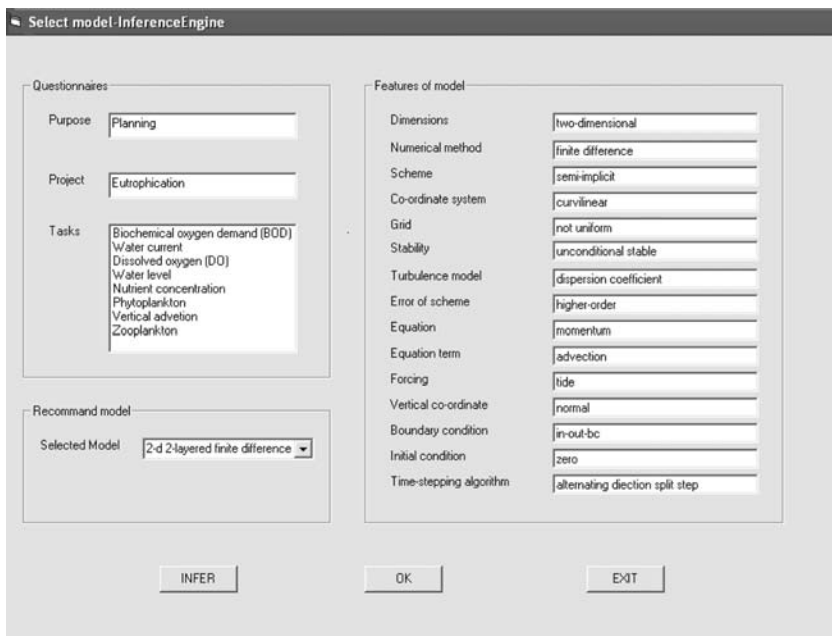 Select model-InferenceEngine
Questionnaires
Purpose Planning
Project Eutrophication
Tasks Biochemical oxygen demand (BOD)
Water current
Dissolved oxygen (DO)
Water level
Nutrient concentration
Phytoplankton
Vertical advetion
Zooplankton
Recommand model
Selected Model 2-d 2-layered finite difference
Features of model
Dimensions two-dimensional
Numerical method finite difference
Scheme semi-implicit
Co-ordinate system curvilinear
Grid not uniform
Stability unconditional stable
Turbulence model dispersion coefficient
Error of scheme higher-order
Equation momentum
Equation term advection
Forcing tide
Vertical co-ordinate normal
Boundary condition in-out-bc
Initial condition zero
Time-stepping algorithm alternating diection split step
INFER OK EXIT